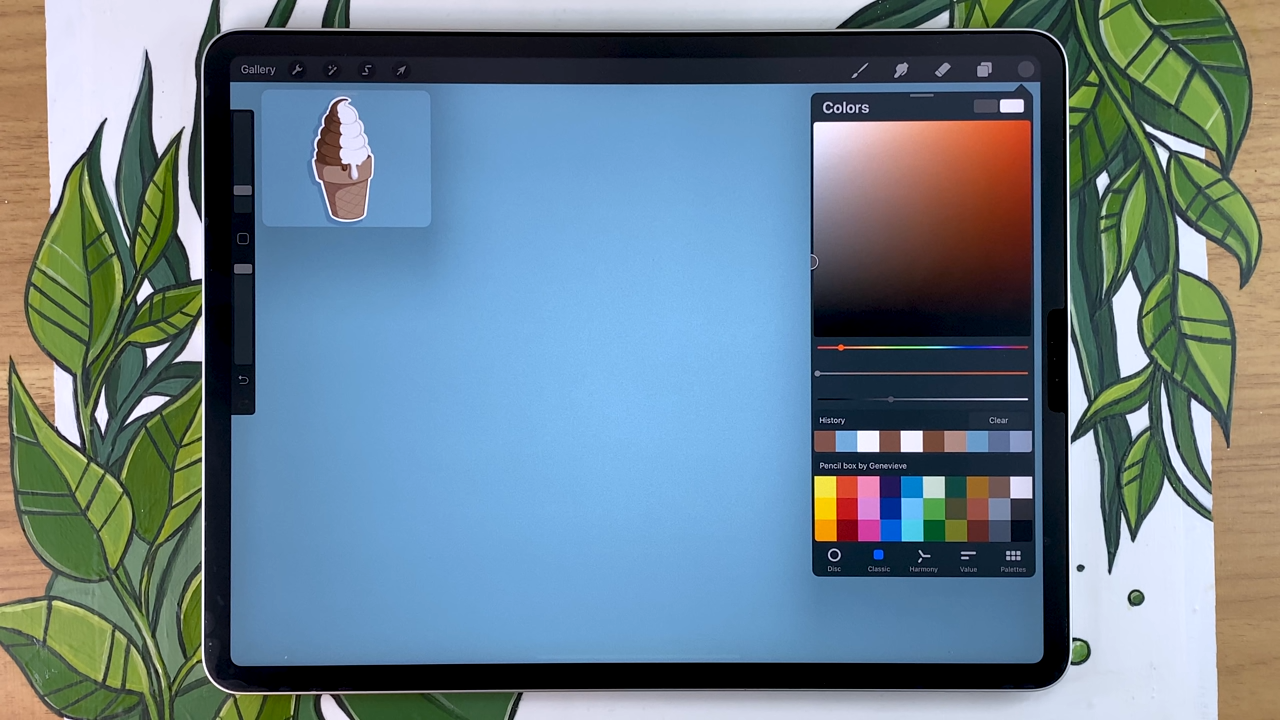 Gallery
Colors
History
Clear
Pencil box by Genevieve
Disc
Classic
Harmony
Value
Palettes